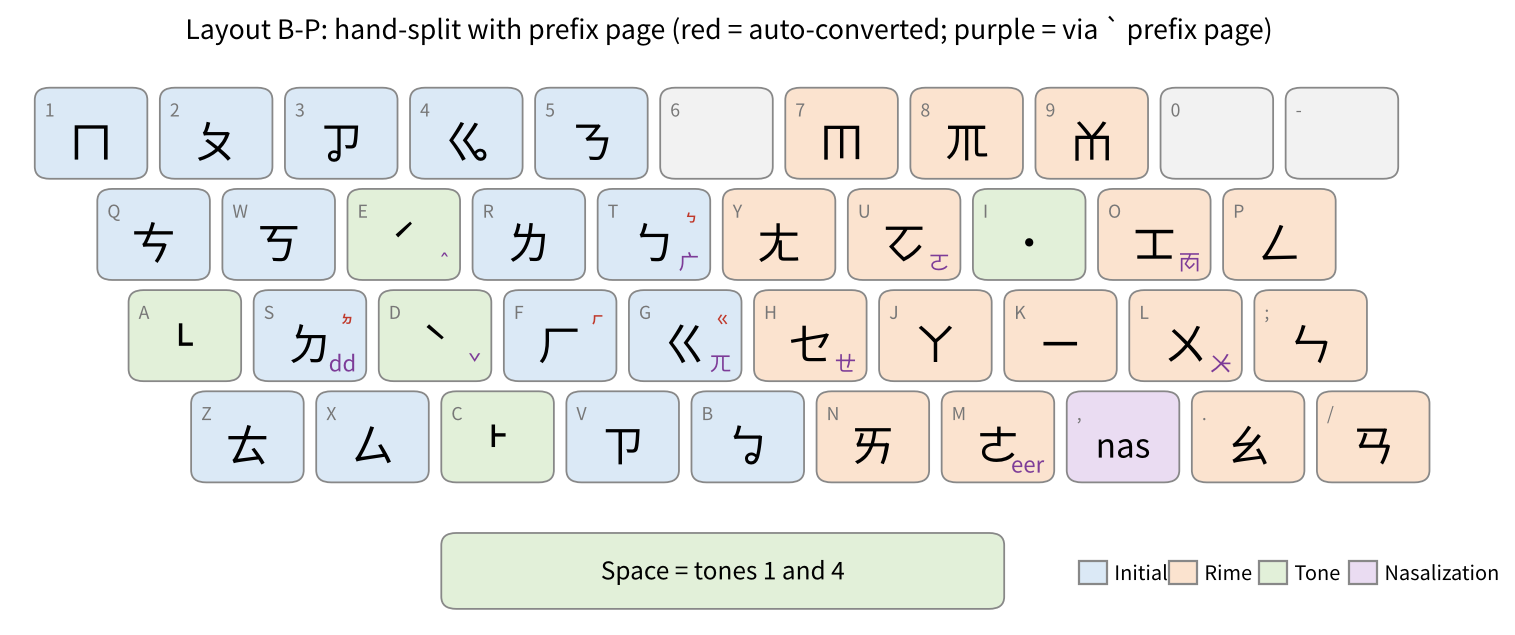 Layout B-P: hand-split with prefix page (red = auto-converted; purple = via ` prefix page)
1 ㄇ 2 ㄆ 3 ㆡ 4 ㆣ 5 ㄋ 6 7 ㆬ 8 ㆭ 9 ㆰ 0 -
Q ㄘ W ㄎ E ˊ ˆ R ㄌ T ㄅ ㆴ 广 Y ㄤ U ㆦ ㄛ I ˙ O ㆲ ㆱ P ㄥ
A ㄴ S ㄉ ㆵ dd D ˋ ˇ F ㄏ ㆷ G ㄍ ㆶ ㄫ H ㆤ ㄝ J ㄚ K ㄧ L ㄨ ㆨ ; ㄣ
Z ㄊ X ㄙ C ㅏ V ㄗ B ㆠ N ㄞ M ㄜ eer , nas . ㄠ / ㄢ
Space = tones 1 and 4
Initial Rime Tone Nasalization